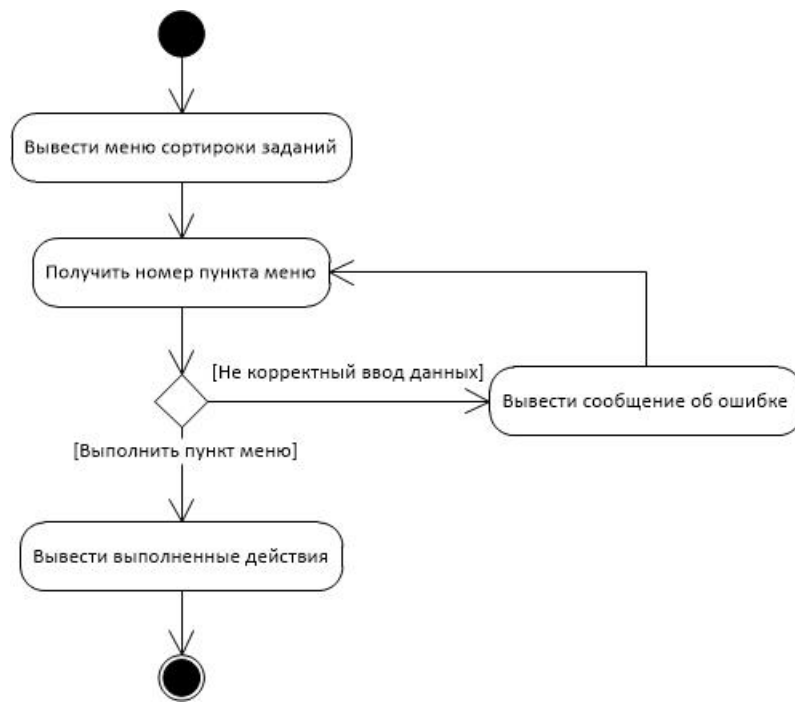 Вывести меню сортироки заданий
Получить номер пункта меню
[Не корректный ввод данных]
Вывести сообщение об ошибке
[Выполнить пункт меню]
Вывести выполненные действия